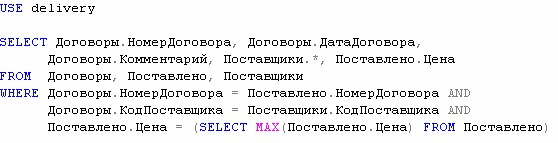 USE delivery
SELECT Договоры.НомерДоговора, Договоры.ДатаДоговора,
Договоры.Комментарий, Поставщики.*, Поставлено.Цена
FROM Договоры, Поставлено, Поставщики
WHERE Договоры.НомерДоговора = Поставлено.НомерДоговора AND
Договоры.КодПоставщика = Поставщики.КодПоставщика AND
Поставлено.Цена = (SELECT MAX(Поставлено.Цена) FROM Поставлено)